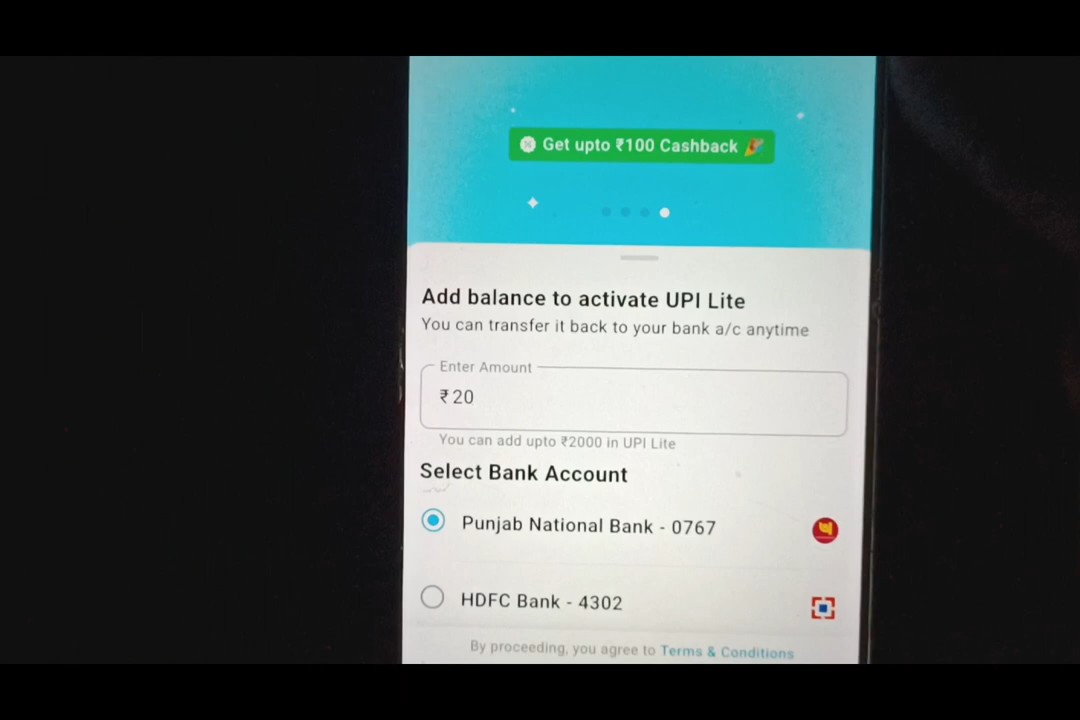 Get upto ₹100 Cashback 🎉
Add balance to activate UPI Lite
You can transfer it back to your bank a/c anytime
Enter Amount
₹20
You can add upto ₹2000 in UPI Lite
Select Bank Account
Punjab National Bank - 0767
HDFC Bank - 4302
By proceeding, you agree to Terms & Conditions